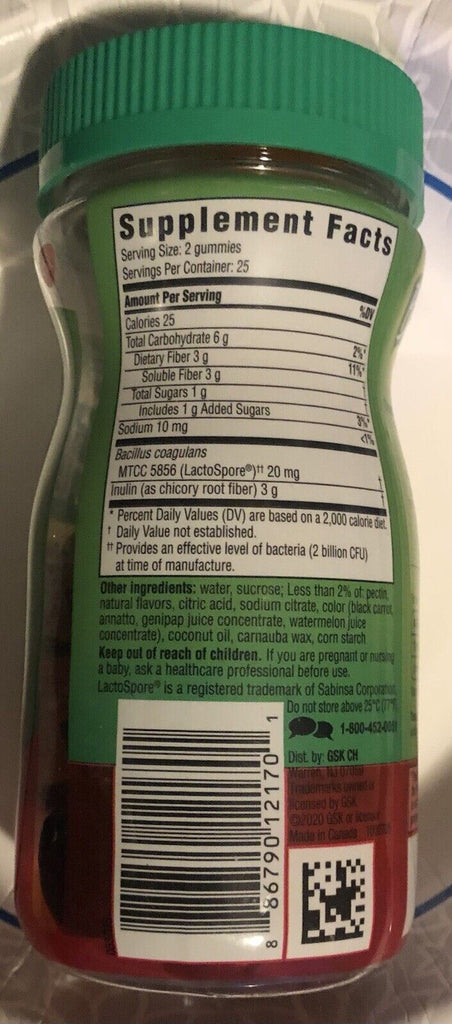 Supplement Facts
Serving Size: 2 gummies
Servings Per Container: 25
Amount Per Serving %DV
Calories 25
Total Carbohydrate 6 g 2%*
Dietary Fiber 3 g 11%*
Soluble Fiber 3 g †
Total Sugars 1 g †
Includes 1 g Added Sugars 3%*
Sodium 10 mg <1%
Bacillus coagulans
MTCC 5856 (LactoSpore®)†† 20 mg †
Inulin (as chicory root fiber) 3 g †
* Percent Daily Values (DV) are based on a 2,000 calorie diet.
† Daily Value not established.
†† Provides an effective level of bacteria (2 billion CFU)
at time of manufacture.
Other ingredients: water, sucrose; Less than 2% of: pectin,
natural flavors, citric acid, sodium citrate, color (black carrot,
annatto, genipap juice concentrate, watermelon juice
concentrate), coconut oil, carnauba wax, corn starch
Keep out of reach of children. If you are pregnant or nursing
a baby, ask a healthcare professional before use.
LactoSpore® is a registered trademark of Sabinsa Corporation.
Do not store above 25°C (77°F)
1-800-452-0051
Dist. by: GSK CH
Warren, NJ 07059
Trademarks owned or
licensed by GSK
©2020 GSK or licensor
Made in Canada
8 86790 12170 1